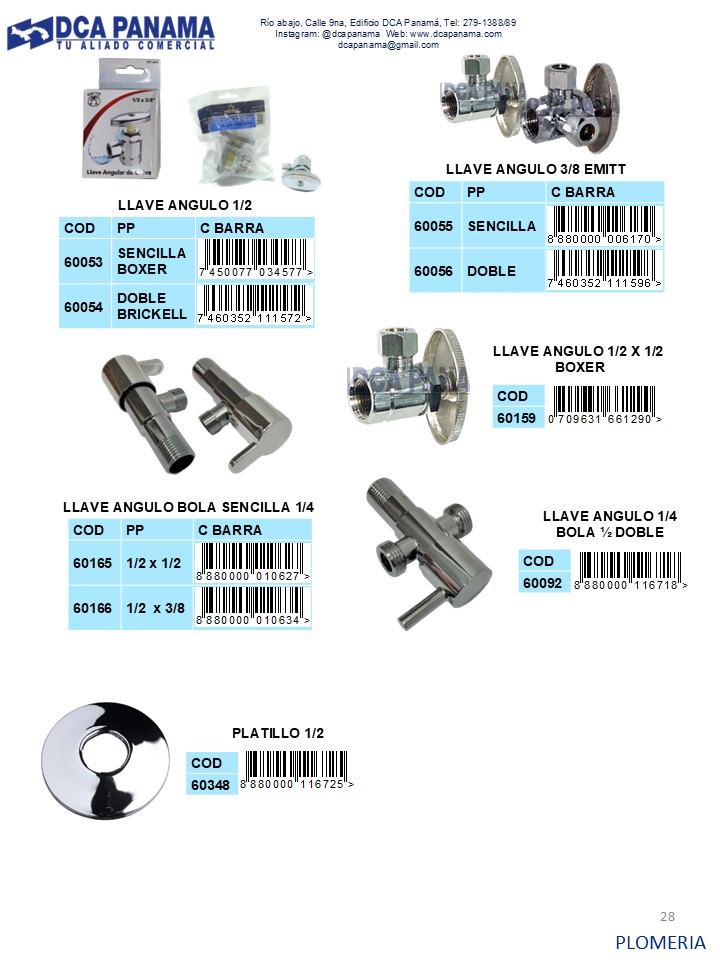 DCA PANAMA
TU ALIADO COMERCIAL
Río abajo, Calle 9na, Edificio DCA Panamá, Tel: 279-1388/89
Instagram: @dcapanama Web: www.dcapanama.com
dcapanama@gmail.com
1/2 x 3/8"
Llave Angular de Cobre
LLAVE ANGULO 1/2
COD PP C BARRA
60053 SENCILLA BOXER 7 450077 034577 >
60054 DOBLE BRICKELL 7 460352 111572 >
DCA PANAMA
LLAVE ANGULO 3/8 EMITT
COD PP C BARRA
60055 SENCILLA 8 880000 006170 >
60056 DOBLE 7 460352 111596 >
DCA PANAMA
LLAVE ANGULO 1/2 X 1/2
BOXER
COD
60159 0 709631 661290 >
LLAVE ANGULO BOLA SENCILLA 1/4
COD PP C BARRA
60165 1/2 x 1/2 8 880000 010627 >
60166 1/2 x 3/8 8 880000 010634 >
LLAVE ANGULO 1/4
BOLA ½ DOBLE
COD
60092 8 880000 116718 >
PLATILLO 1/2
COD
60348 8 880000 116725 >
28
PLOMERIA